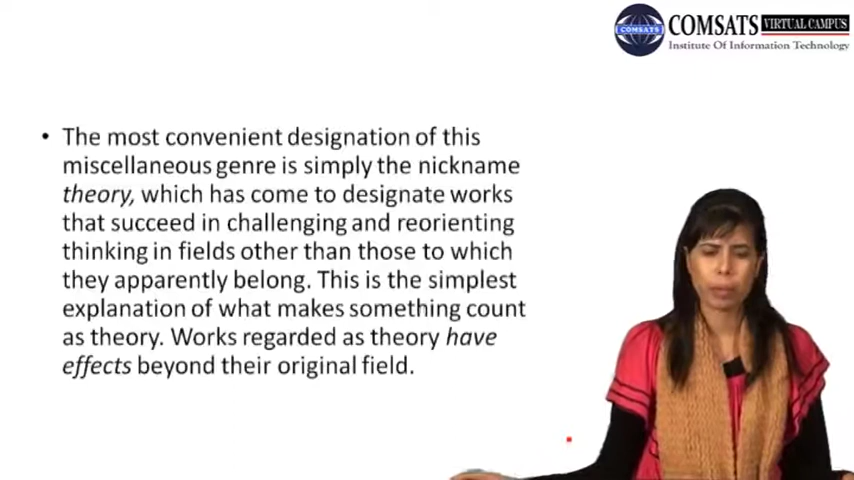 COMSATS VIRTUAL CAMPUS
COMSATS
Institute Of Information Technology
• The most convenient designation of this
miscellaneous genre is simply the nickname
theory, which has come to designate works
that succeed in challenging and reorienting
thinking in fields other than those to which
they apparently belong. This is the simplest
explanation of what makes something count
as theory. Works regarded as theory have
effects beyond their original field.